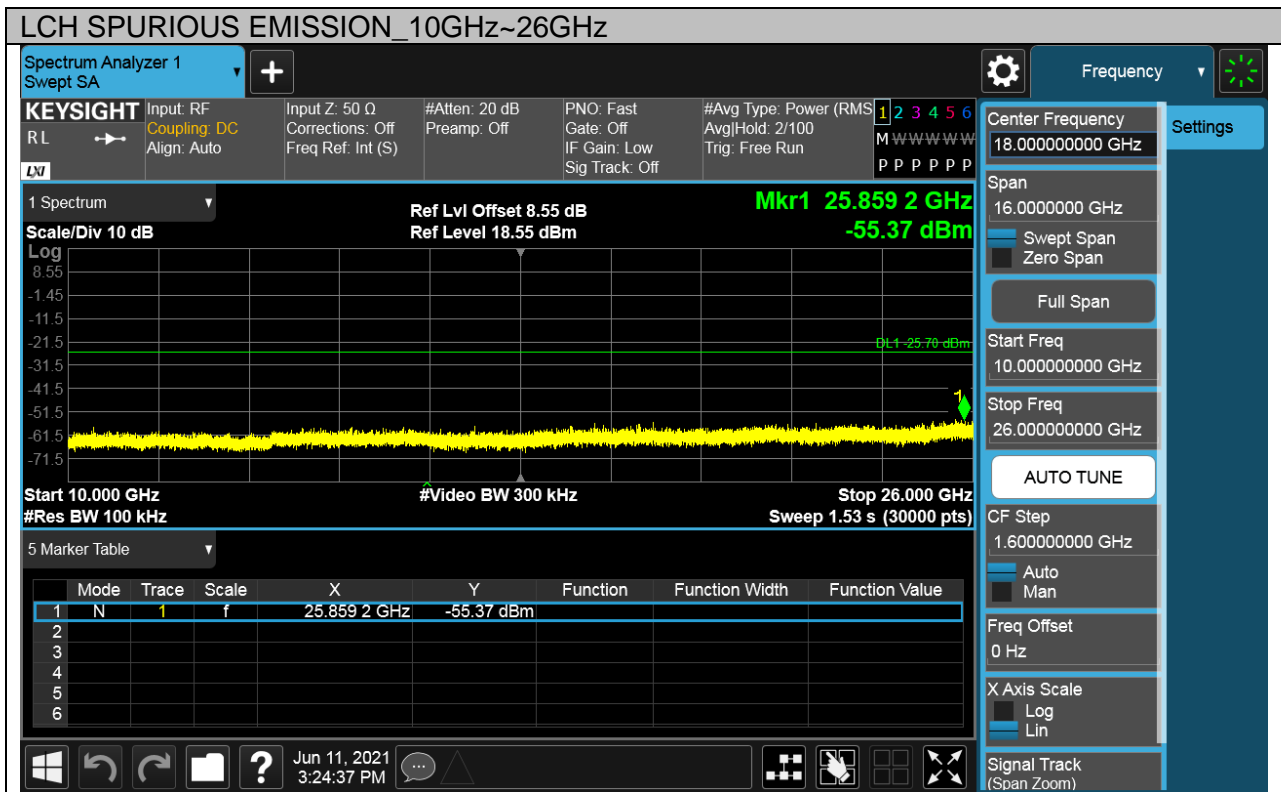 LCH SPURIOUS EMISSION_10GHz~26GHz
Spectrum Analyzer 1
Swept SA
+
Frequency
KEYSIGHT
RL
LXI
Input: RF
Coupling: DC
Align: Auto
Input Z: 50 Ω
Corrections: Off
Freq Ref: Int (S)
#Atten: 20 dB
Preamp: Off
PNO: Fast
Gate: Off
IF Gain: Low
Sig Track: Off
#Avg Type: Power (RMS
Avg|Hold: 2/100
Trig: Free Run
1 2 3 4 5 6
M W W W W W
P P P P P P
1 Spectrum
Scale/Div 10 dB
Ref Lvl Offset 8.55 dB
Ref Level 18.55 dBm
Mkr1 25.859 2 GHz
-55.37 dBm
Log
8.55
-1.45
-11.5
-21.5
-31.5
-41.5
-51.5
-61.5
-71.5
DL1 -25.70 dBm
1
Start 10.000 GHz
#Res BW 100 kHz
#Video BW 300 kHz
Stop 26.000 GHz
Sweep 1.53 s (30000 pts)
5 Marker Table
Mode Trace Scale X Y Function Function Width Function Value
1 N 1 f 25.859 2 GHz -55.37 dBm
2
3
4
5
6
?
Jun 11, 2021
3:24:37 PM
Center Frequency
18.000000000 GHz
Settings
Span
16.0000000 GHz
Swept Span
Zero Span
Full Span
Start Freq
10.000000000 GHz
Stop Freq
26.000000000 GHz
AUTO TUNE
CF Step
1.600000000 GHz
Auto
Man
Freq Offset
0 Hz
X Axis Scale
Log
Lin
Signal Track
(Span Zoom)